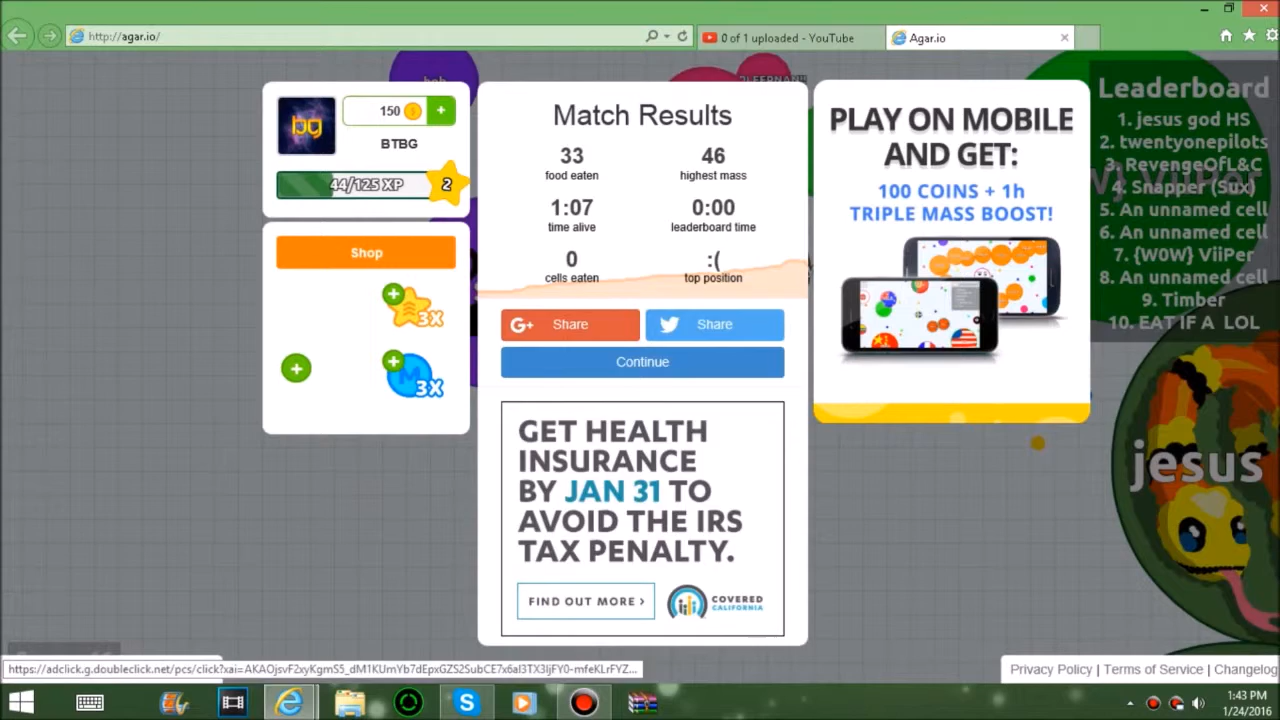 http://agar.io/
0 of 1 uploaded - YouTube
Agar.io
bg
150
BTBG
44/125 XP
2
Shop
3X
M
3X
Match Results
33
food eaten
46
highest mass
1:07
time alive
0:00
leaderboard time
0
cells eaten
:(
top position
G+ Share
Share
Continue
GET HEALTH
INSURANCE
BY JAN 31 TO
AVOID THE IRS
TAX PENALTY.
FIND OUT MORE >
COVERED
CALIFORNIA
PLAY ON MOBILE
AND GET:
100 COINS + 1h
TRIPLE MASS BOOST!
Leaderboard
1. jesus god HS
2. twentyonepilots
3. RevengeOfL&C
4. Snapper (Sux)
5. An unnamed cell
6. An unnamed cell
7. {W0W} ViiPer
8. An unnamed cell
9. Timber
10. EAT IF A LOL
jesus
Privacy Policy | Terms of Service | Changelog
1:43 PM
1/24/2016